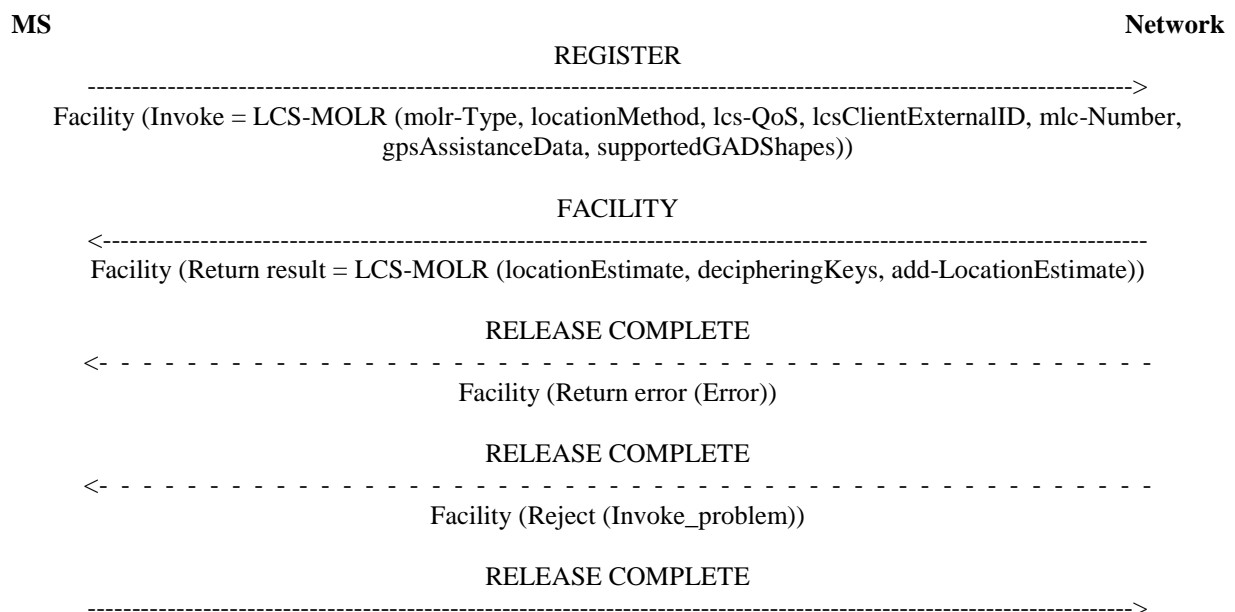 MS Network
REGISTER
------------------------------------------------------------------------------------------------------------------------>
Facility (Invoke = LCS-MOLR (molr-Type, locationMethod, lcs-QoS, lcsClientExternalID, mlc-Number,
gpsAssistanceData, supportedGADShapes))
FACILITY
<------------------------------------------------------------------------------------------------------------------------
Facility (Return result = LCS-MOLR (locationEstimate, decipheringKeys, add-LocationEstimate))
RELEASE COMPLETE
<- - - - - - - - - - - - - - - - - - - - - - - - - - - - - - - - - - - - -
Facility (Return error (Error))
RELEASE COMPLETE
<- - - - - - - - - - - - - - - - - - - - - - - - - - - - - - - - - - - - -
Facility (Reject (Invoke_problem))
RELEASE COMPLETE
------------------------------------------------------------------------------------------------------------------------>